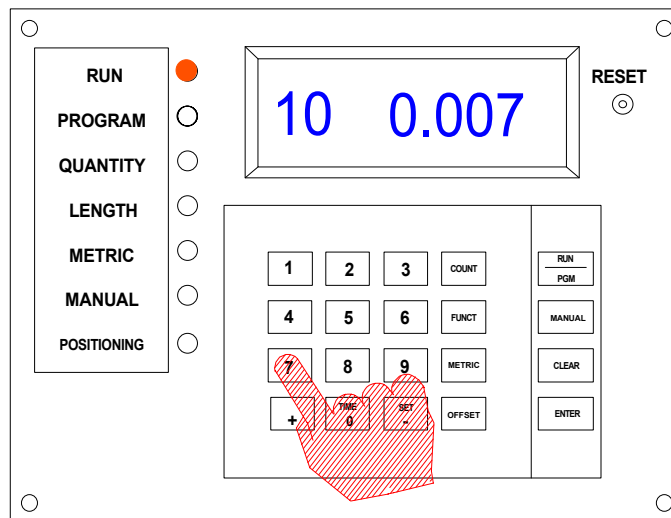 RUN
PROGRAM
QUANTITY
LENGTH
METRIC
MANUAL
POSITIONING
10 0.007
RESET
1 2 3 COUNT
4 5 6 FUNCT
7 8 9 METRIC
+ TIME 0 SET - OFFSET
RUN
PGM
MANUAL
CLEAR
ENTER